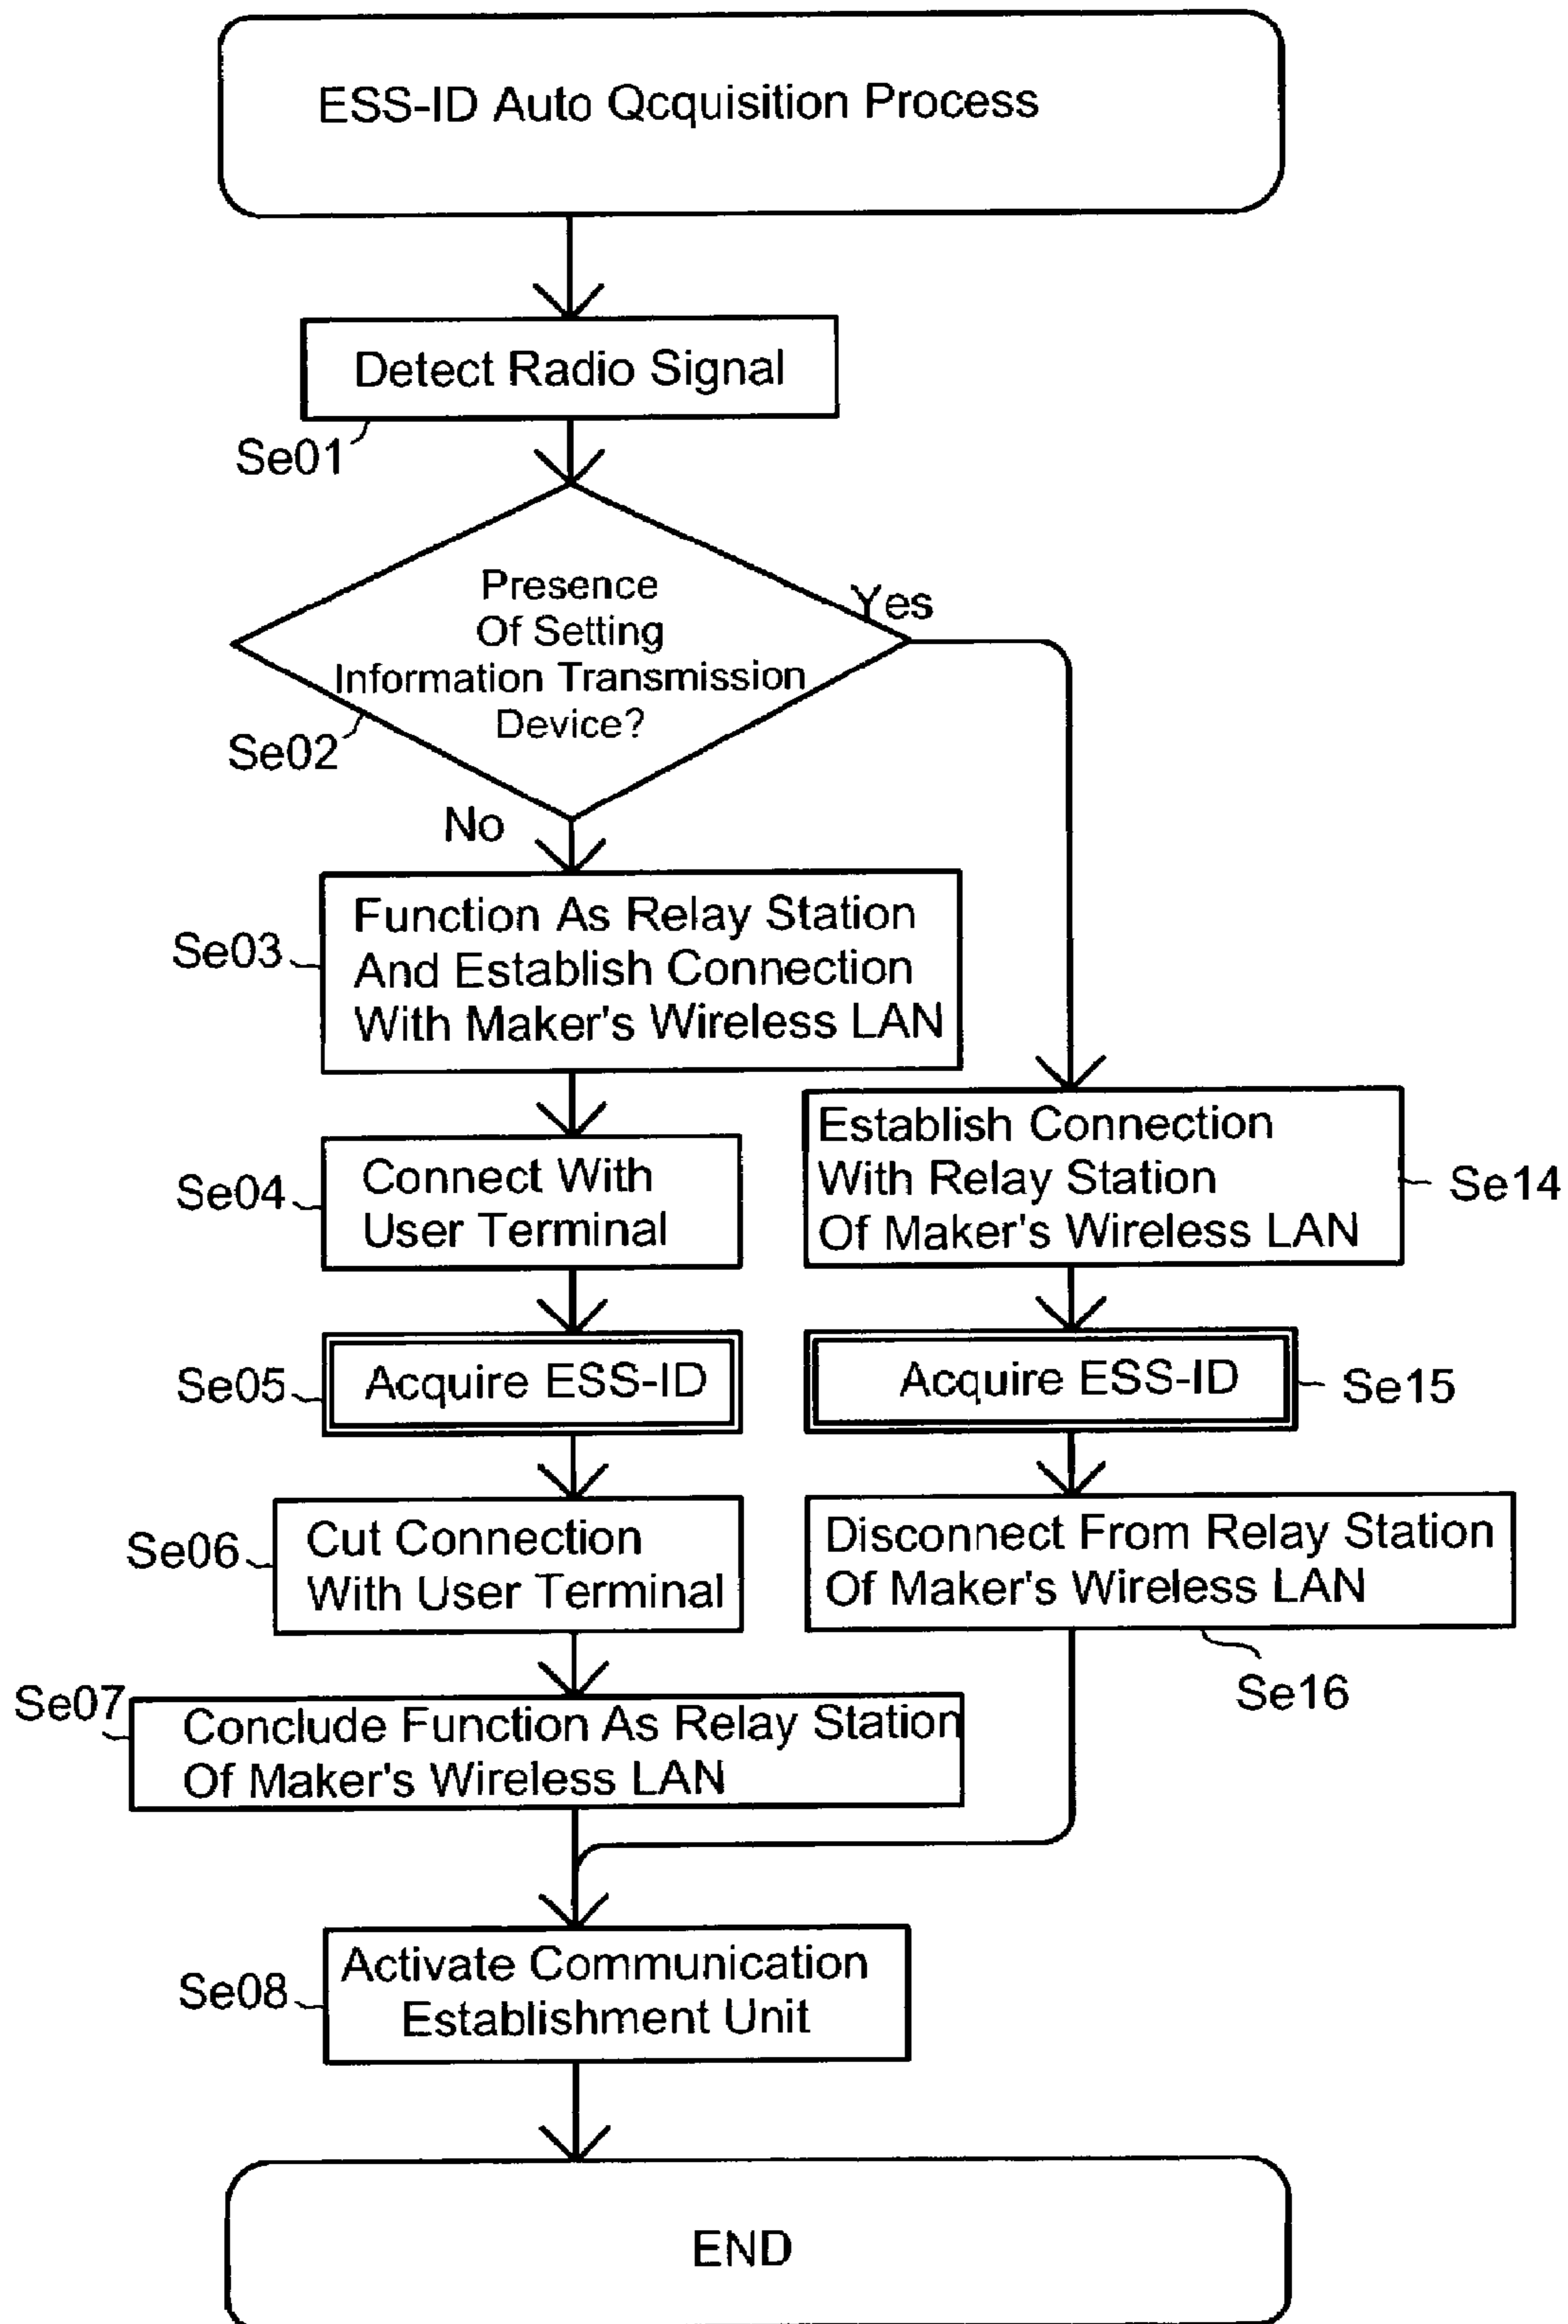 ESS-ID Auto Qcquisition Process
Detect Radio Signal
Se01
Presence
Of Setting
Information Transmission
Device?
Yes
Se02
No
Function As Relay Station
And Establish Connection
With Maker's Wireless LAN
Se03
Establish Connection
With Relay Station
Of Maker's Wireless LAN
Se14
Connect With
User Terminal
Se04
Acquire ESS-ID
Se05
Acquire ESS-ID
Se15
Cut Connection
With User Terminal
Se06
Disconnect From Relay Station
Of Maker's Wireless LAN
Se16
Se07
Conclude Function As Relay Station
Of Maker's Wireless LAN
Activate Communication
Establishment Unit
Se08
END